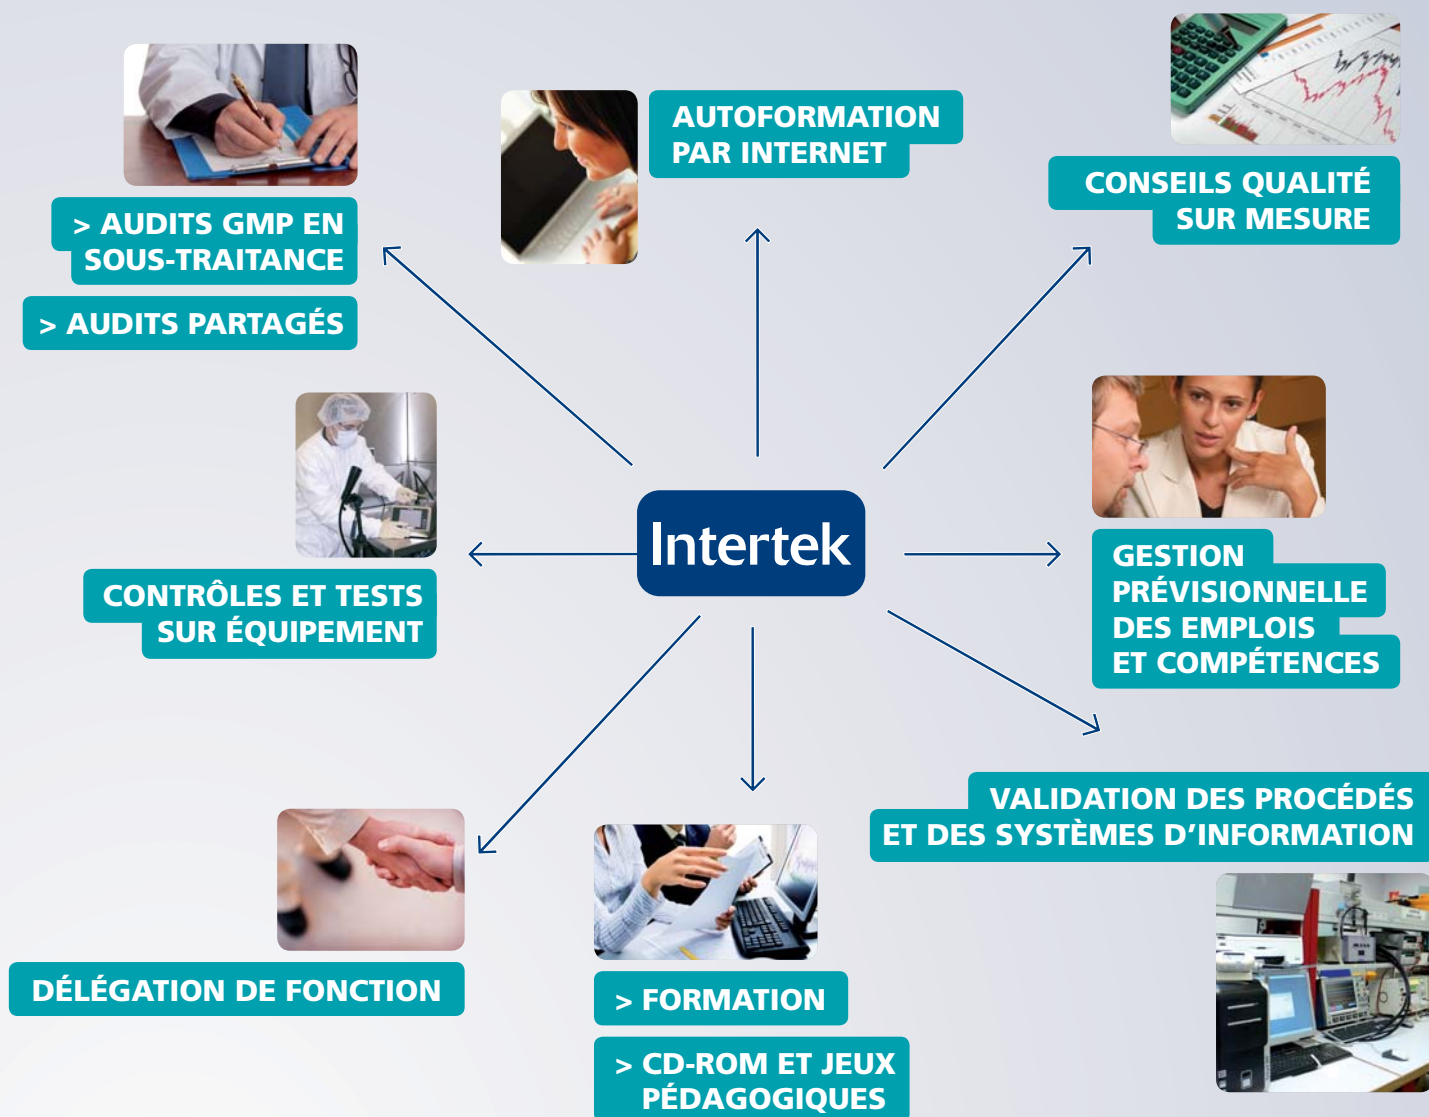 AUTOFORMATION
PAR INTERNET
CONSEILS QUALITÉ
SUR MESURE
> AUDITS GMP EN
SOUS-TRAITANCE
> AUDITS PARTAGÉS
Intertek
GESTION
PRÉVISIONNELLE
DES EMPLOIS
ET COMPÉTENCES
CONTRÔLES ET TESTS
SUR ÉQUIPEMENT
VALIDATION DES PROCÉDÉS
ET DES SYSTÈMES D’INFORMATION
DÉLÉGATION DE FONCTION
> FORMATION
> CD-ROM ET JEUX
PÉDAGOGIQUES